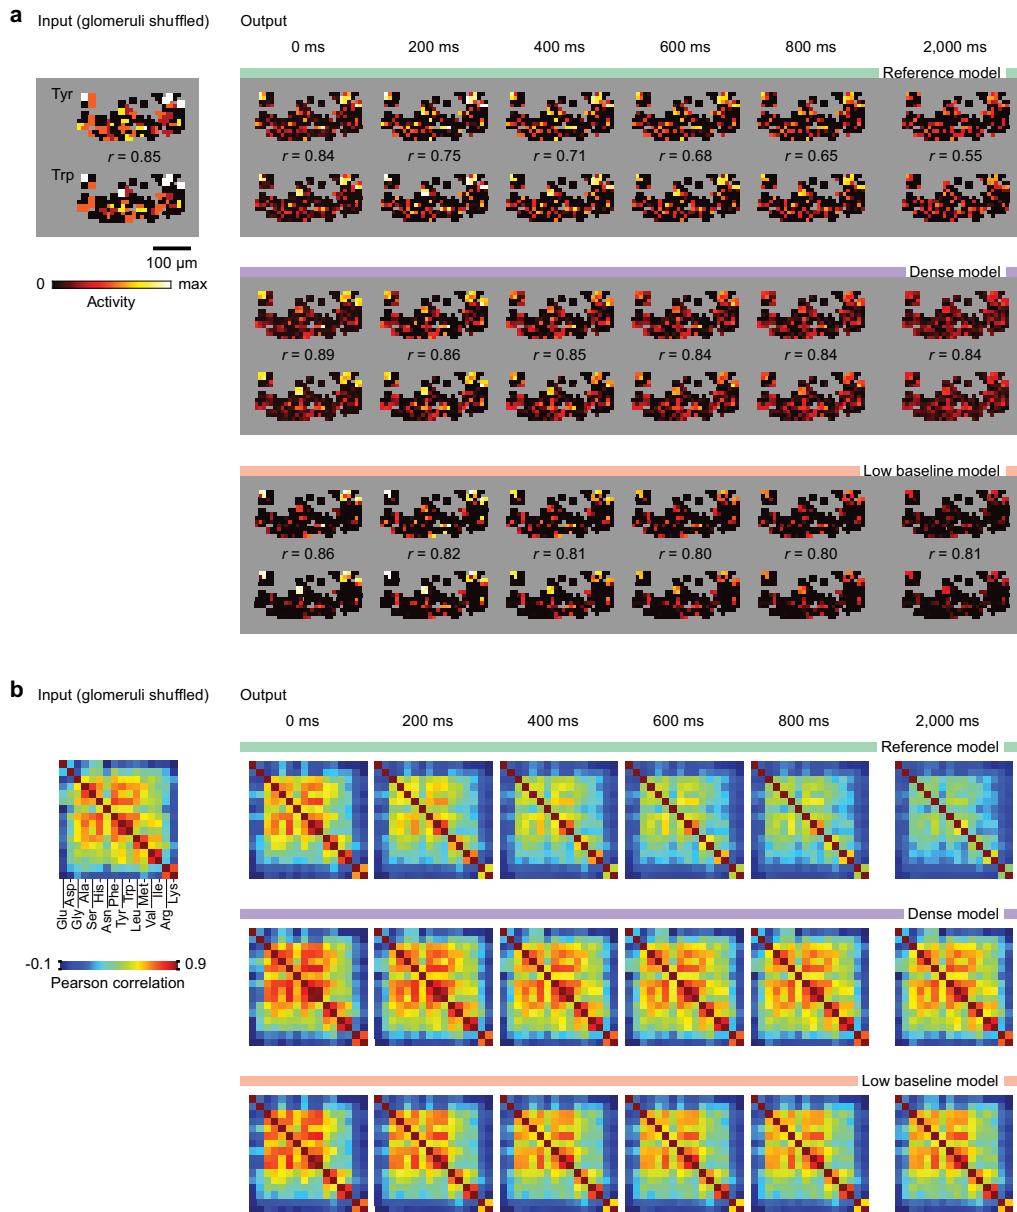 a Input (glomeruli shuffled) Output
0 ms 200 ms 400 ms 600 ms 800 ms 2,000 ms
Reference model
Tyr
r = 0.85
Trp
r = 0.84 r = 0.75 r = 0.71 r = 0.68 r = 0.65 r = 0.55
100 µm
0 max
Activity
Dense model
r = 0.89 r = 0.86 r = 0.85 r = 0.84 r = 0.84 r = 0.84
Low baseline model
r = 0.86 r = 0.82 r = 0.81 r = 0.80 r = 0.80 r = 0.81
b Input (glomeruli shuffled) Output
0 ms 200 ms 400 ms 600 ms 800 ms 2,000 ms
Reference model
Glu Asp Gly Ala Ser His Asn Phe Tyr Trp Leu Met Val Ile Arg Lys
-0.1 0.9
Pearson correlation
Dense model
Low baseline model